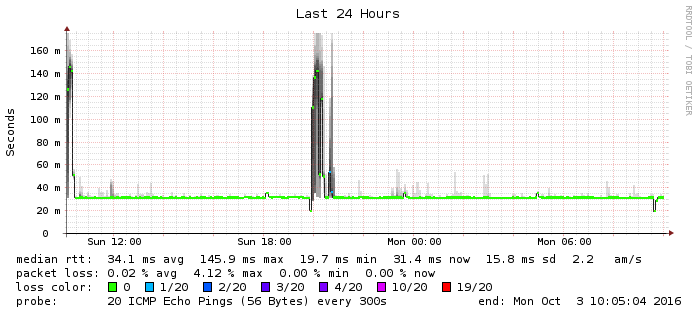 Last 24 Hours
RRDTOOL / TOBI OETIKER
Seconds
160 m
140 m
120 m
100 m
80 m
60 m
40 m
20 m
0
Sun 12:00 Sun 18:00 Mon 00:00 Mon 06:00
median rtt: 34.1 ms avg 145.9 ms max 19.7 ms min 31.4 ms now 15.8 ms sd 2.2 am/s
packet loss: 0.02 % avg 4.12 % max 0.00 % min 0.00 % now
loss color: 0 1/20 2/20 3/20 4/20 10/20 19/20
probe: 20 ICMP Echo Pings (56 Bytes) every 300s end: Mon Oct 3 10:05:04 2016